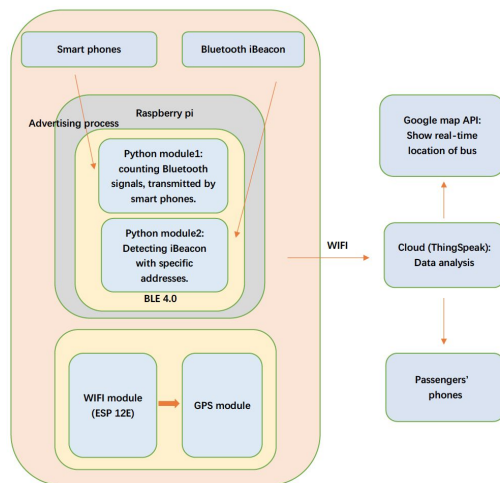 Smart phones
Bluetooth iBeacon
Raspberry pi
Advertising process
Python module1:
counting Bluetooth
signals, transmitted by
smart phones.
Python module2:
Detecting iBeacon
with specific
addresses.
BLE 4.0
WIFI module
(ESP 12E)
GPS module
WIFI
Google map API:
Show real-time
location of bus
Cloud (ThingSpeak):
Data analysis
Passengers’
phones